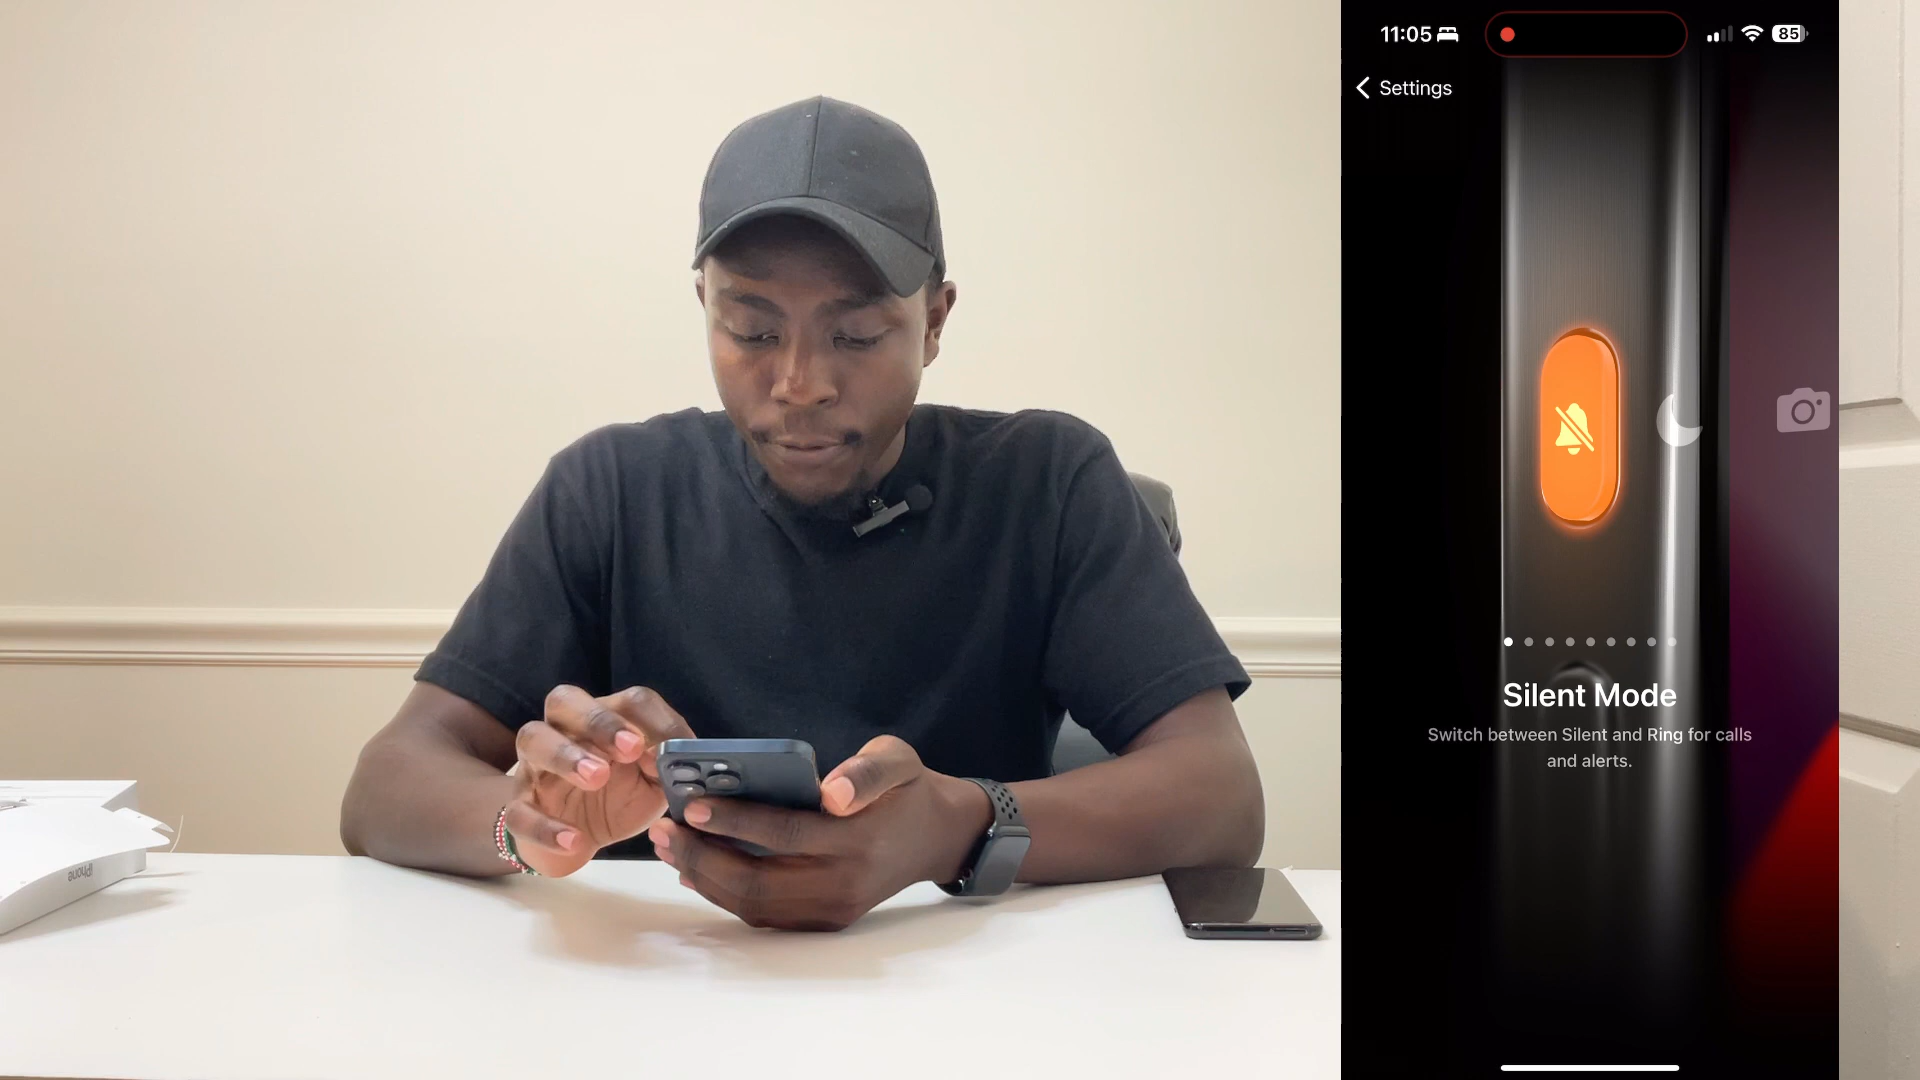 11:05
85
Settings
Silent Mode
Switch between Silent and Ring for calls
and alerts.
iPhone